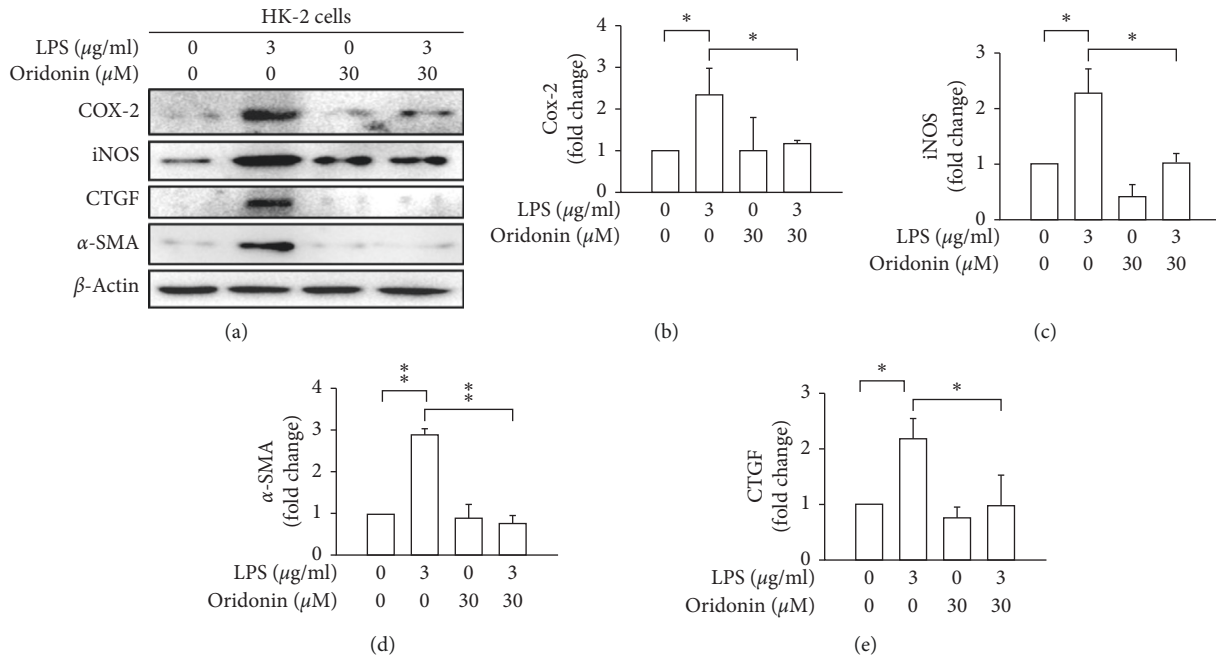 HK-2 cells
LPS (μg/ml) 0 3 0 3
Oridonin (μM) 0 0 30 30
COX-2
iNOS
CTGF
α-SMA
β-Actin
(a)
*
*
4
3
2
1
0
Cox-2
(fold change)
LPS (μg/ml) 0 3 0 3
Oridonin (μM) 0 0 30 30
(b)
*
*
3
2
1
0
iNOS
(fold change)
LPS (μg/ml) 0 3 0 3
Oridonin (μM) 0 0 30 30
(c)
**
**
4
3
2
1
0
α-SMA
(fold change)
LPS (μg/ml) 0 3 0 3
Oridonin (μM) 0 0 30 30
(d)
*
*
3
2
1
0
CTGF
(fold change)
LPS (μg/ml) 0 3 0 3
Oridonin (μM) 0 0 30 30
(e)